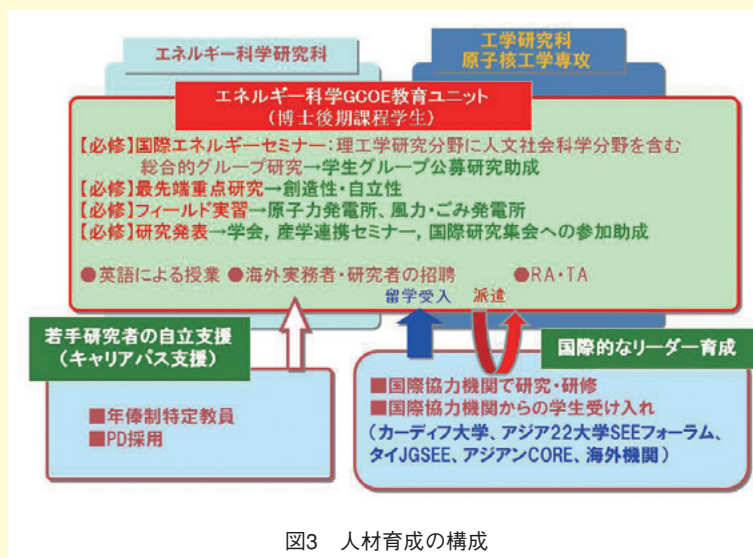 エネルギー科学研究科
工学研究科
原子核工学専攻
エネルギー科学GCOE教育ユニット
(博士後期課程学生)
【必修】国際エネルギーセミナー:理工学研究分野に人文社会科学分野を含む
総合的グループ研究→学生グループ公募研究助成
【必修】最先端重点研究→創造性・自立性
【必修】フィールド実習→原子力発電所、風力・ごみ発電所
【必修】研究発表→学会, 産学連携セミナー, 国際研究集会への参加助成
●英語による授業 ●海外実務者・研究者の招聘 ●RA・TA
留学受入 派遣
若手研究者の自立支援
(キャリアパス支援)
国際的なリーダー育成
■年俸制特定教員
■PD採用
■国際協力機関で研究・研修
■国際協力機関からの学生受け入れ
(カーディフ大学、アジア22大学SEEフォーラム、
タイJGSEE、アジアンCORE、海外機関)
図3 人材育成の構成